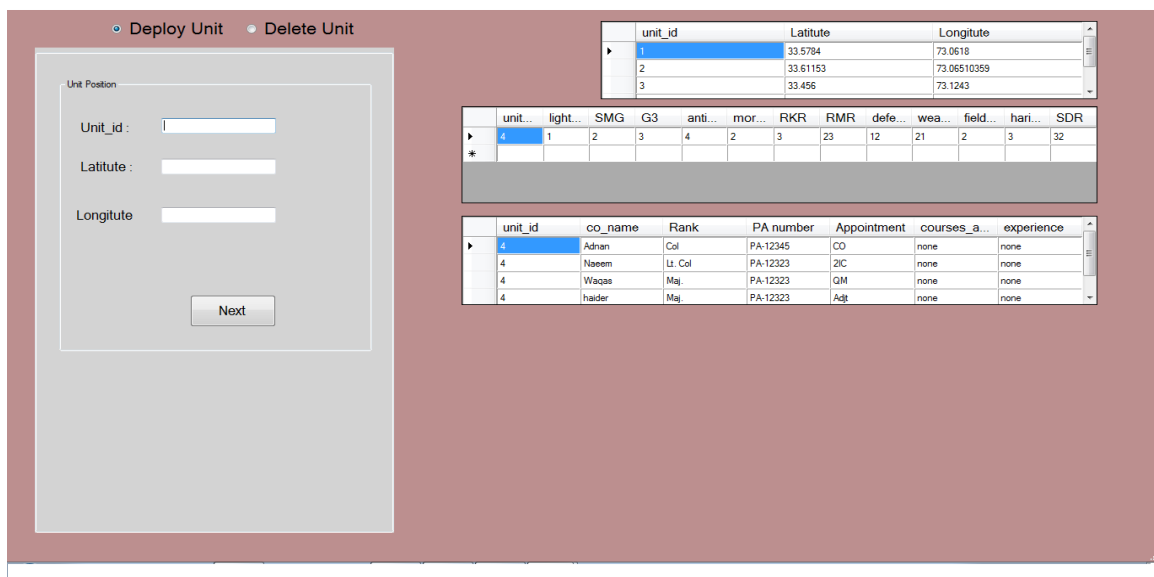 Deploy Unit Delete Unit
Unit Position
Unit_id :
Latitute :
Longitute
Next
unit_id Latitute Longitute
1 33.5784 73.0618
2 33.61153 73.06510359
3 33.456 73.1243
unit... light... SMG G3 anti... mor... RKR RMR defe... wea... field... hari... SDR
4 1 2 3 4 2 3 23 12 21 2 3 32
unit_id co_name Rank PA number Appointment courses_a... experience
4 Adnan Col PA-12345 CO none none
4 Naeem Lt. Col PA-12323 2IC none none
4 Waqas Maj. PA-12323 QM none none
4 haider Maj. PA-12323 Adjt none none